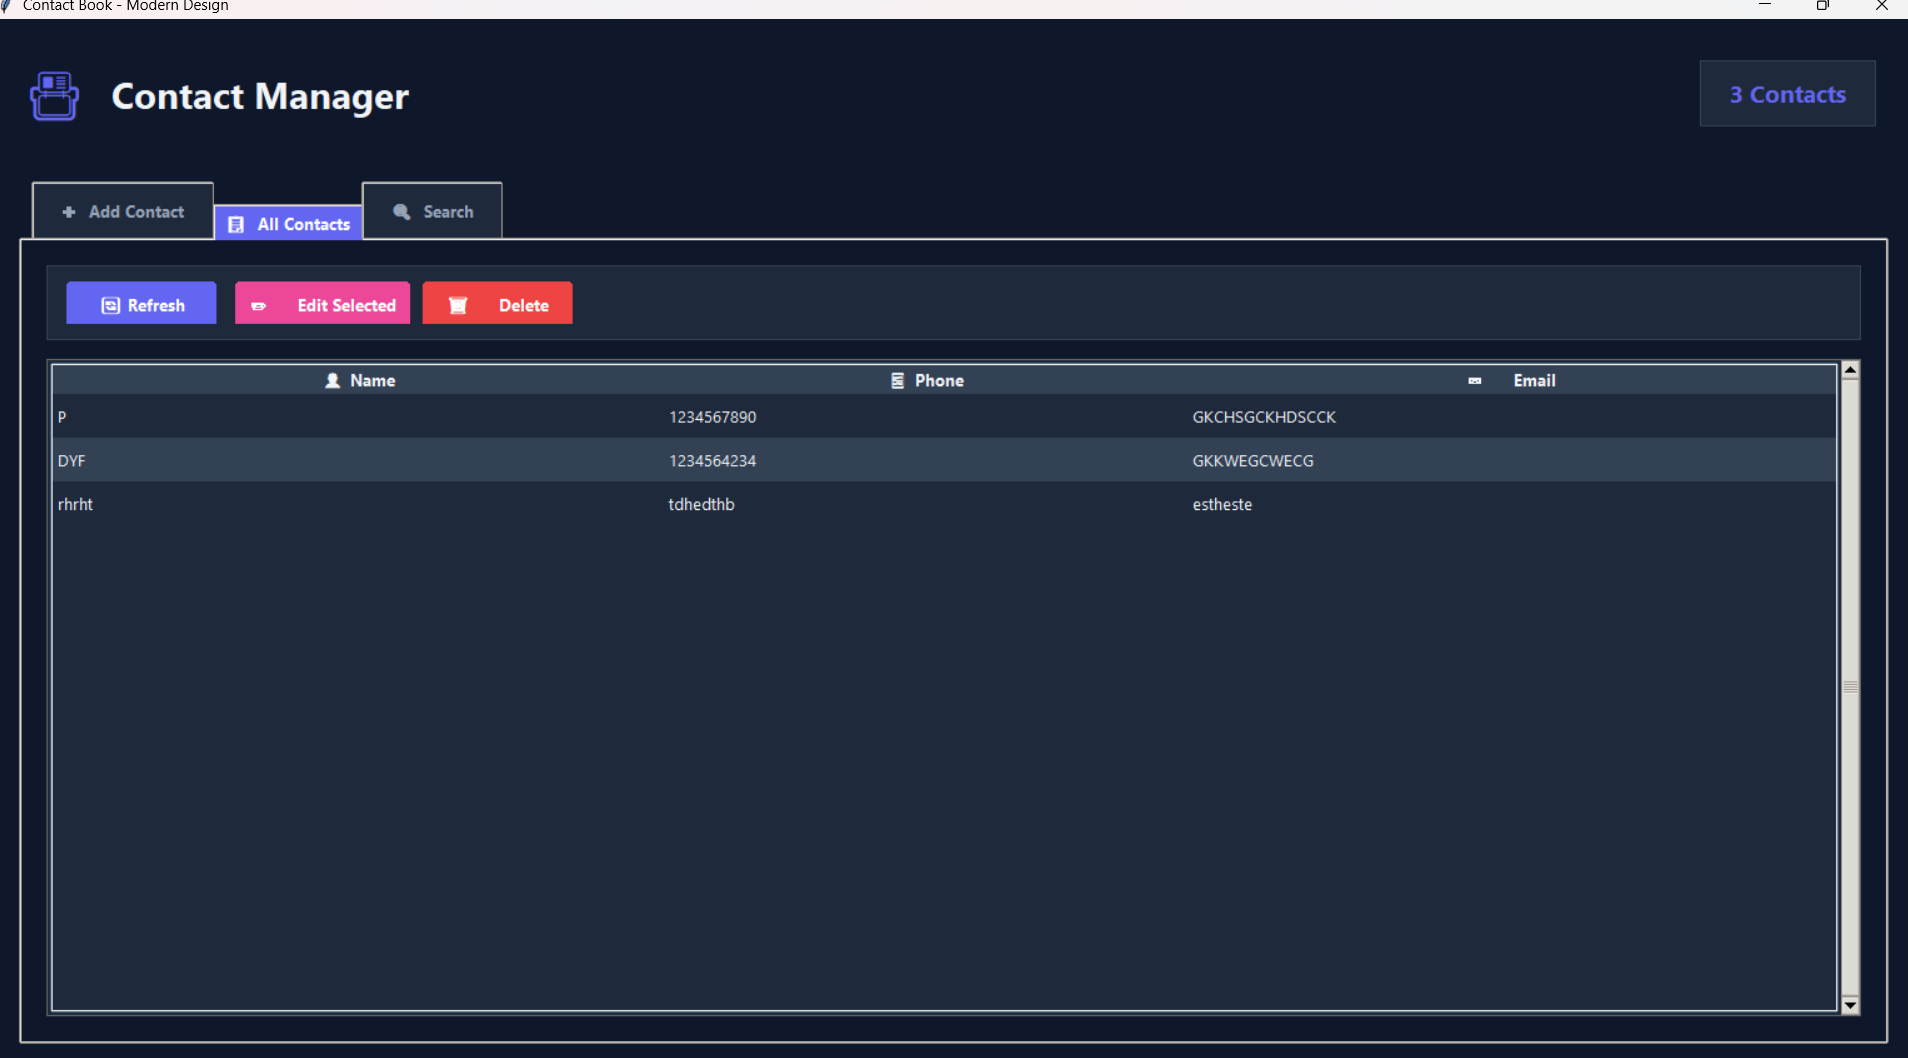 Contact Book - Modern Design
Contact Manager
3 Contacts
Add Contact
All Contacts
Search
Refresh
Edit Selected
Delete
Name Phone Email
P 1234567890 GKCHSGCKHDSCCK
DYF 1234564234 GKKWEGCWECG
rhrht tdhedthb estheste